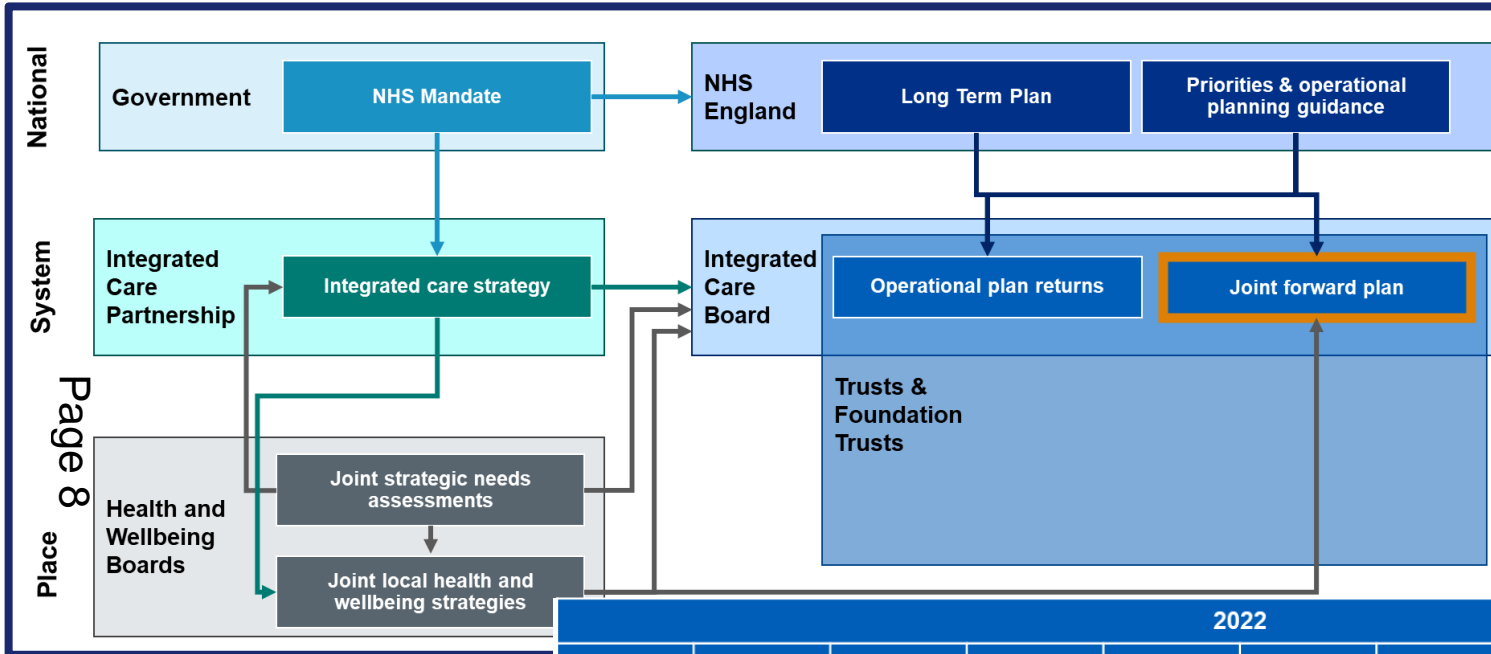 National
Government
NHS Mandate
NHS
England
Long Term Plan
Priorities & operational
planning guidance
System
Integrated
Care
Partnership
Integrated care strategy
Integrated
Care
Board
Operational plan returns
Joint forward plan
Trusts &
Foundation
Trusts
Page 8
Place
Health and
Wellbeing
Boards
Joint strategic needs
assessments
Joint local health and
wellbeing strategies
2022